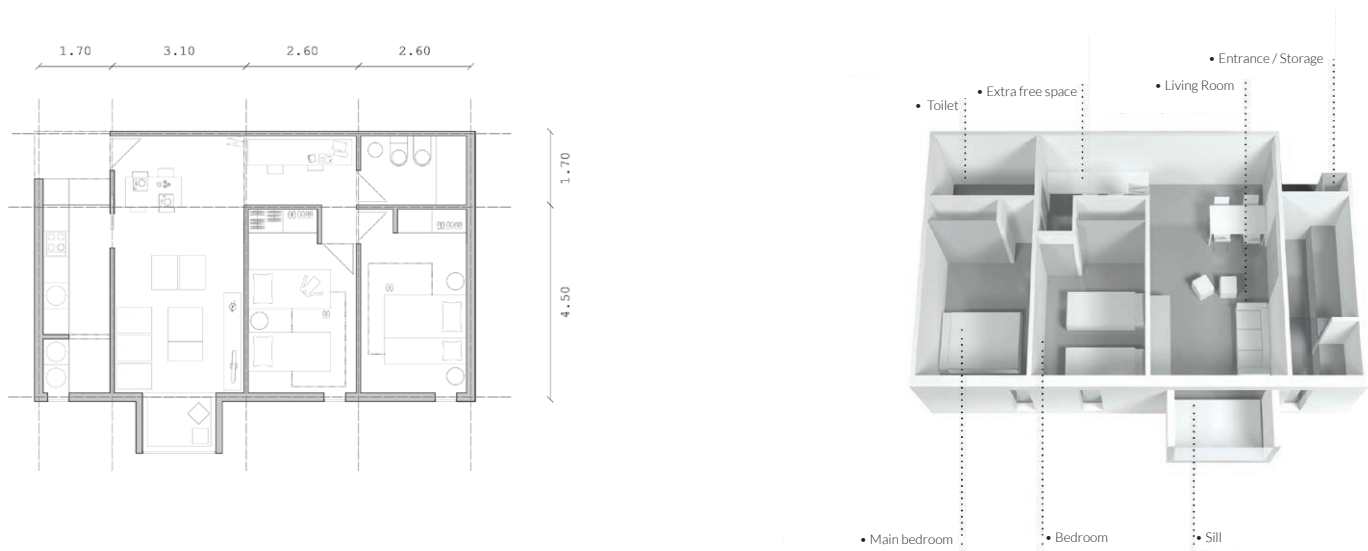 1.70
3.10
2.60
2.60
1.70
4.50
• Entrance / Storage
• Living Room
• Extra free space
• Toilet
• Main bedroom
• Bedroom
• Sill